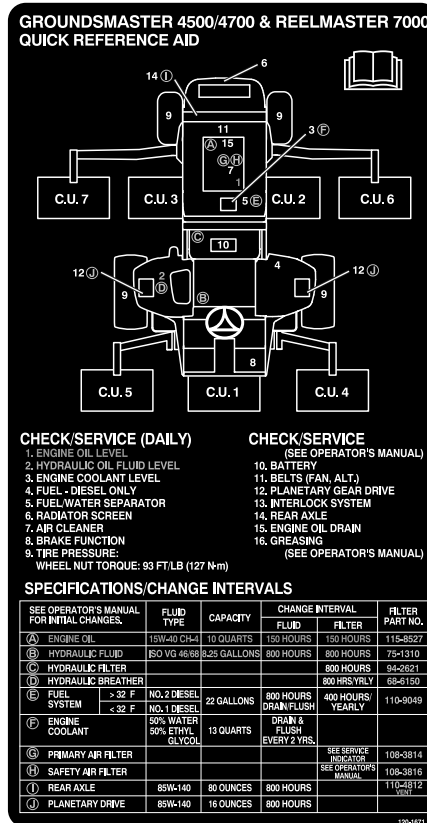 GROUNDSMASTER 4500/4700 & REELMASTER 7000
QUICK REFERENCE AID
6
14 I
9
11
9
A 15
3 F
G H
7
1
C.U. 7
C.U. 3
5 E
C.U. 2
C.U. 6
C
10
12 J
2
D
4
12 J
9
B
9
8
C.U. 5
C.U. 1
C.U. 4
CHECK/SERVICE (DAILY)
1. ENGINE OIL LEVEL
2. HYDRAULIC OIL FLUID LEVEL
3. ENGINE COOLANT LEVEL
4. FUEL - DIESEL ONLY
5. FUEL/WATER SEPARATOR
6. RADIATOR SCREEN
7. AIR CLEANER
8. BRAKE FUNCTION
9. TIRE PRESSURE:
WHEEL NUT TORQUE: 93 FT/LB (127 N•m)
CHECK/SERVICE
(SEE OPERATOR'S MANUAL)
10. BATTERY
11. BELTS (FAN, ALT.)
12. PLANETARY GEAR DRIVE
13. INTERLOCK SYSTEM
14. REAR AXLE
15. ENGINE OIL DRAIN
16. GREASING
(SEE OPERATOR'S MANUAL)
SPECIFICATIONS/CHANGE INTERVALS
SEE OPERATOR'S MANUAL FOR INITIAL CHANGES. FLUID TYPE CAPACITY CHANGE INTERVAL FLUID FILTER FILTER PART NO.
A ENGINE OIL 15W-40 CH-4 10 QUARTS 150 HOURS 150 HOURS 115-8527
B HYDRAULIC FLUID ISO VG 46/68 8.25 GALLONS 800 HOURS 800 HOURS 75-1310
C HYDRAULIC FILTER 800 HOURS 94-2621
D HYDRAULIC BREATHER 800 HRS/YRLY 68-6150
E FUEL SYSTEM > 32 F NO. 2 DIESEL 22 GALLONS 800 HOURS DRAIN/FLUSH 400 HOURS/ YEARLY 110-9049
< 32 F NO. 1 DIESEL
F ENGINE COOLANT 50% WATER 50% ETHYL GLYCOL 13 QUARTS DRAIN & FLUSH EVERY 2 YRS.
G PRIMARY AIR FILTER SEE SERVICE INDICATOR 108-3814
H SAFETY AIR FILTER SEE OPERATOR'S MANUAL 108-3816
I REAR AXLE 85W-140 80 OUNCES 800 HOURS 110-4812 VENT
J PLANETARY DRIVE 85W-140 16 OUNCES 800 HOURS
120-1671